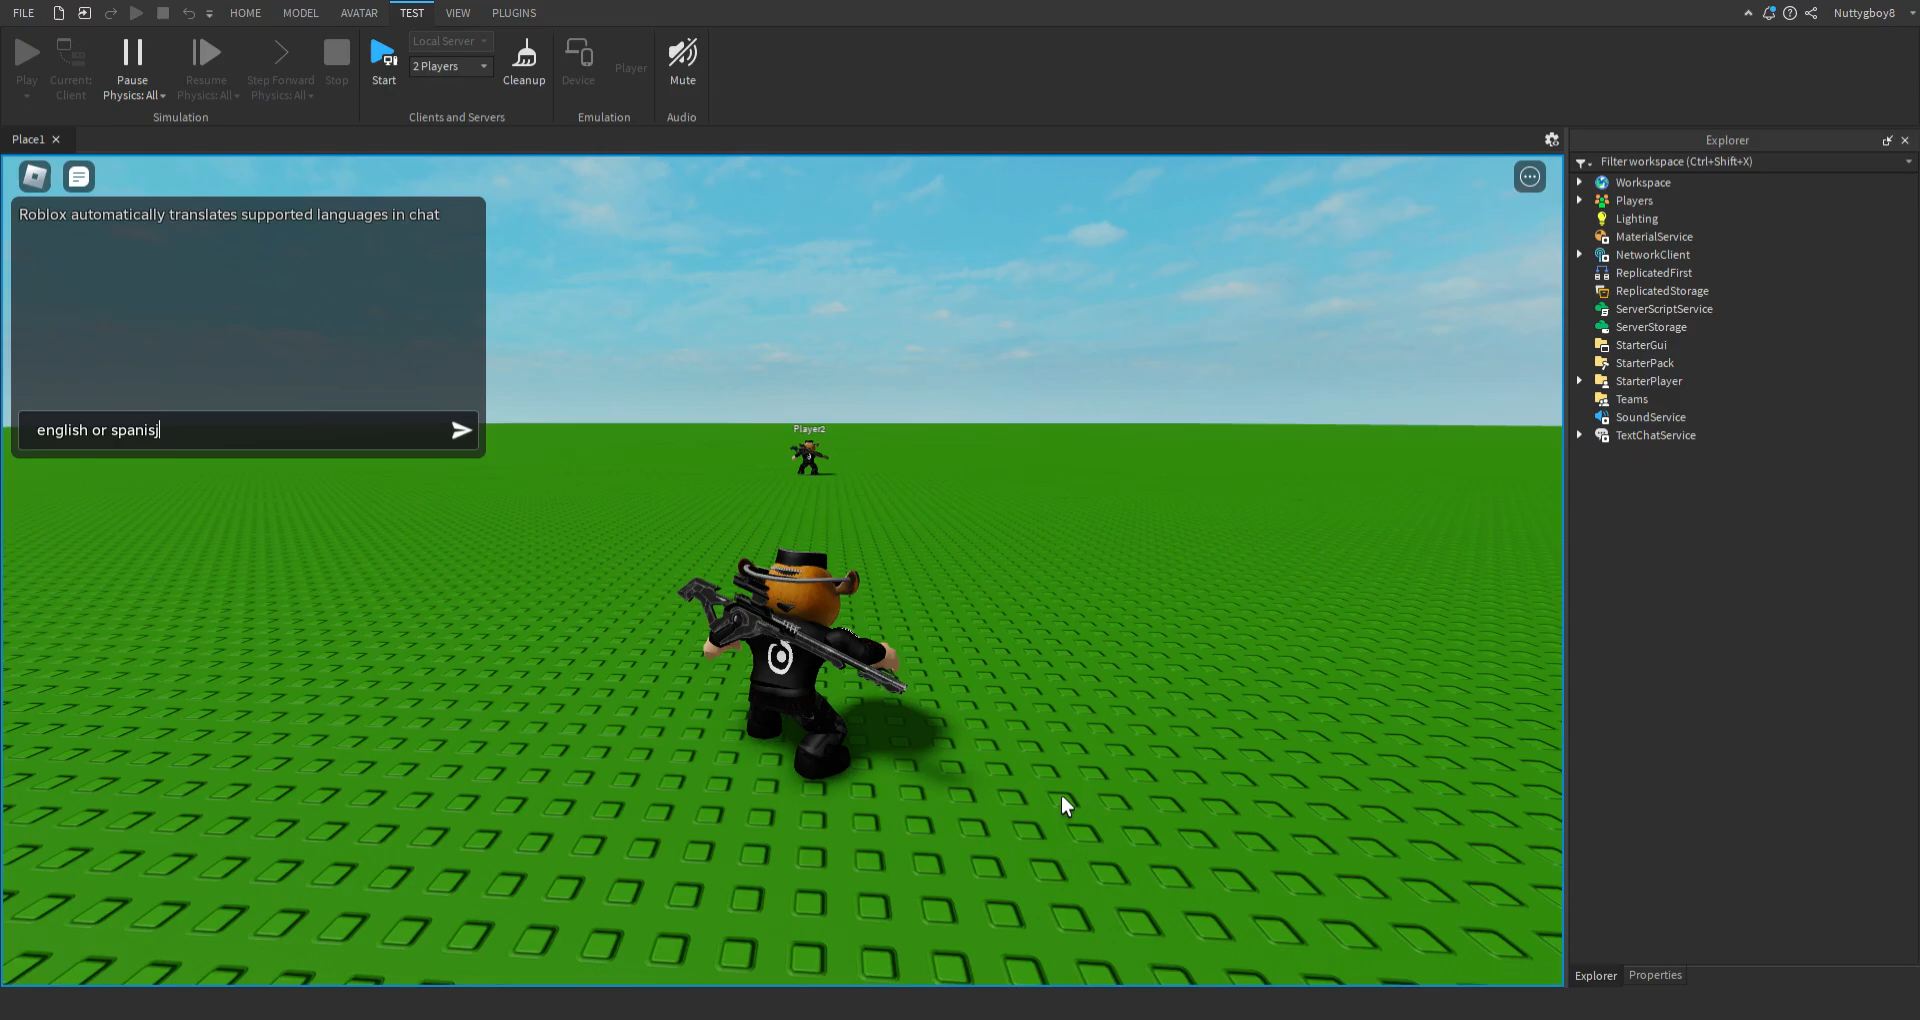 FILE
HOME
MODEL
AVATAR
TEST
VIEW
PLUGINS
Nuttygboy8
Play
Current:
Client
Pause
Physics: All
Resume
Physics: All
Step Forward
Physics: All
Stop
Simulation
Start
Local Server
2 Players
Cleanup
Clients and Servers
Device
Player
Emulation
Mute
Audio
Place1
Roblox automatically translates supported languages in chat
english or spanisj
Player2
Explorer
Filter workspace (Ctrl+Shift+X)
Workspace
Players
Lighting
MaterialService
NetworkClient
ReplicatedFirst
ReplicatedStorage
ServerScriptService
ServerStorage
StarterGui
StarterPack
StarterPlayer
Teams
SoundService
TextChatService
Explorer
Properties